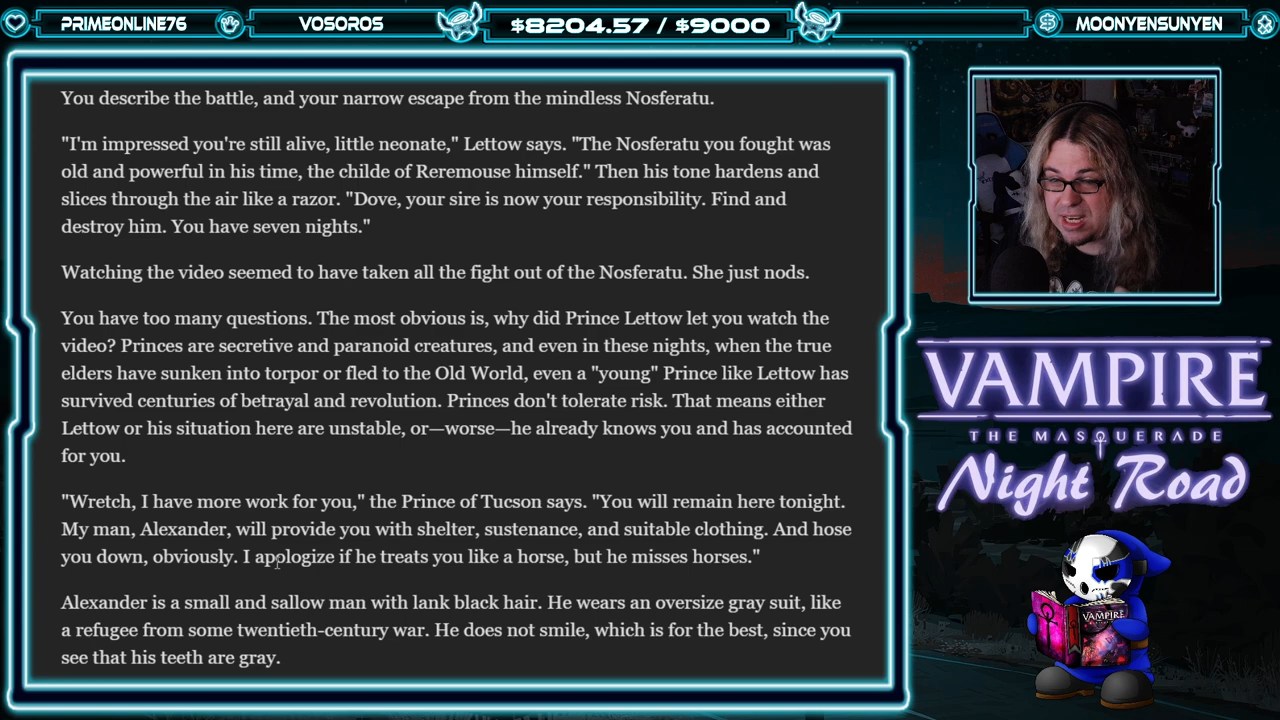 PRIMEONLINE76
VOSOROS
$8204.57 / $9000
MOONYENSUNYEN
You describe the battle, and your narrow escape from the mindless Nosferatu.
"I'm impressed you're still alive, little neonate," Lettow says. "The Nosferatu you fought was
old and powerful in his time, the childe of Reremouse himself." Then his tone hardens and
slices through the air like a razor. "Dove, your sire is now your responsibility. Find and
destroy him. You have seven nights."
Watching the video seemed to have taken all the fight out of the Nosferatu. She just nods.
You have too many questions. The most obvious is, why did Prince Lettow let you watch the
video? Princes are secretive and paranoid creatures, and even in these nights, when the true
elders have sunken into torpor or fled to the Old World, even a "young" Prince like Lettow has
survived centuries of betrayal and revolution. Princes don't tolerate risk. That means either
Lettow or his situation here are unstable, or—worse—he already knows you and has accounted
for you.
"Wretch, I have more work for you," the Prince of Tucson says. "You will remain here tonight.
My man, Alexander, will provide you with shelter, sustenance, and suitable clothing. And hose
you down, obviously. I apologize if he treats you like a horse, but he misses horses."
Alexander is a small and sallow man with lank black hair. He wears an oversize gray suit, like
a refugee from some twentieth-century war. He does not smile, which is for the best, since you
see that his teeth are gray.
VAMPIRE
THE MASQUERADE
Night Road
VAMPIRE